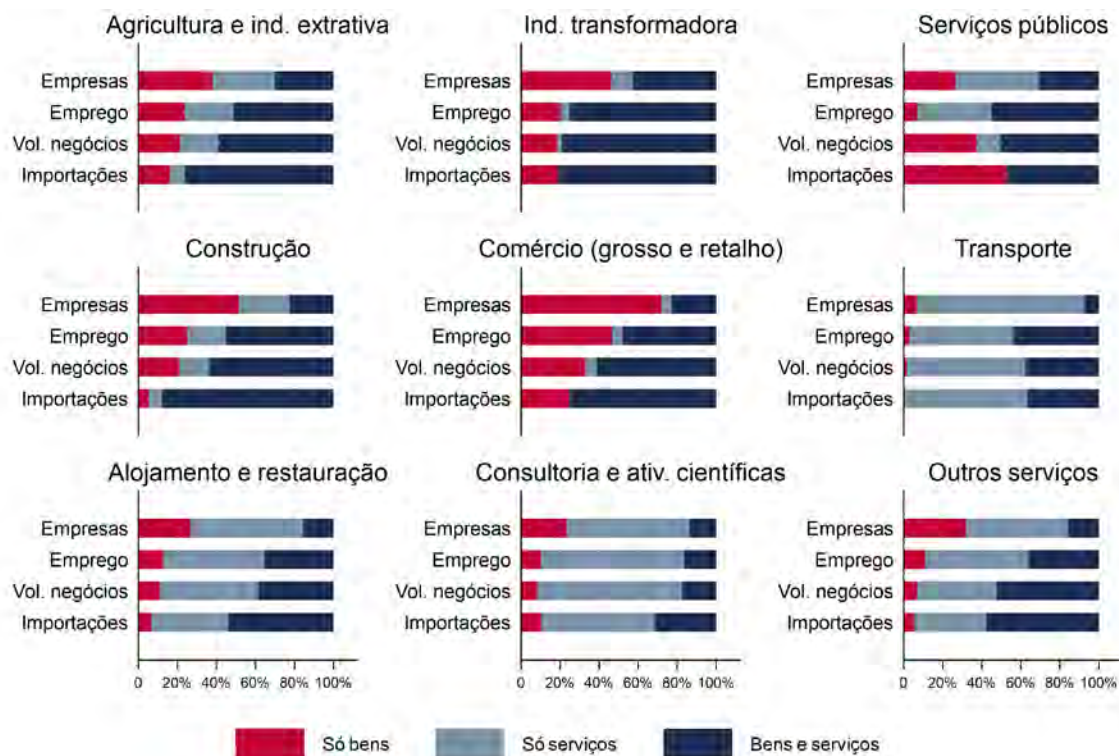 Agricultura e ind. extrativa
Empresas
Emprego
Vol. negócios
Importações
Ind. transformadora
Empresas
Emprego
Vol. negócios
Importações
Serviços públicos
Empresas
Emprego
Vol. negócios
Importações
Construção
Empresas
Emprego
Vol. negócios
Importações
Comércio (grosso e retalho)
Empresas
Emprego
Vol. negócios
Importações
Transporte
Empresas
Emprego
Vol. negócios
Importações
Alojamento e restauração
Empresas
Emprego
Vol. negócios
Importações
0 20% 40% 60% 80% 100%
Consultoria e ativ. científicas
Empresas
Emprego
Vol. negócios
Importações
0 20% 40% 60% 80% 100%
Outros serviços
Empresas
Emprego
Vol. negócios
Importações
0 20% 40% 60% 80% 100%
Só bens Só serviços Bens e serviços